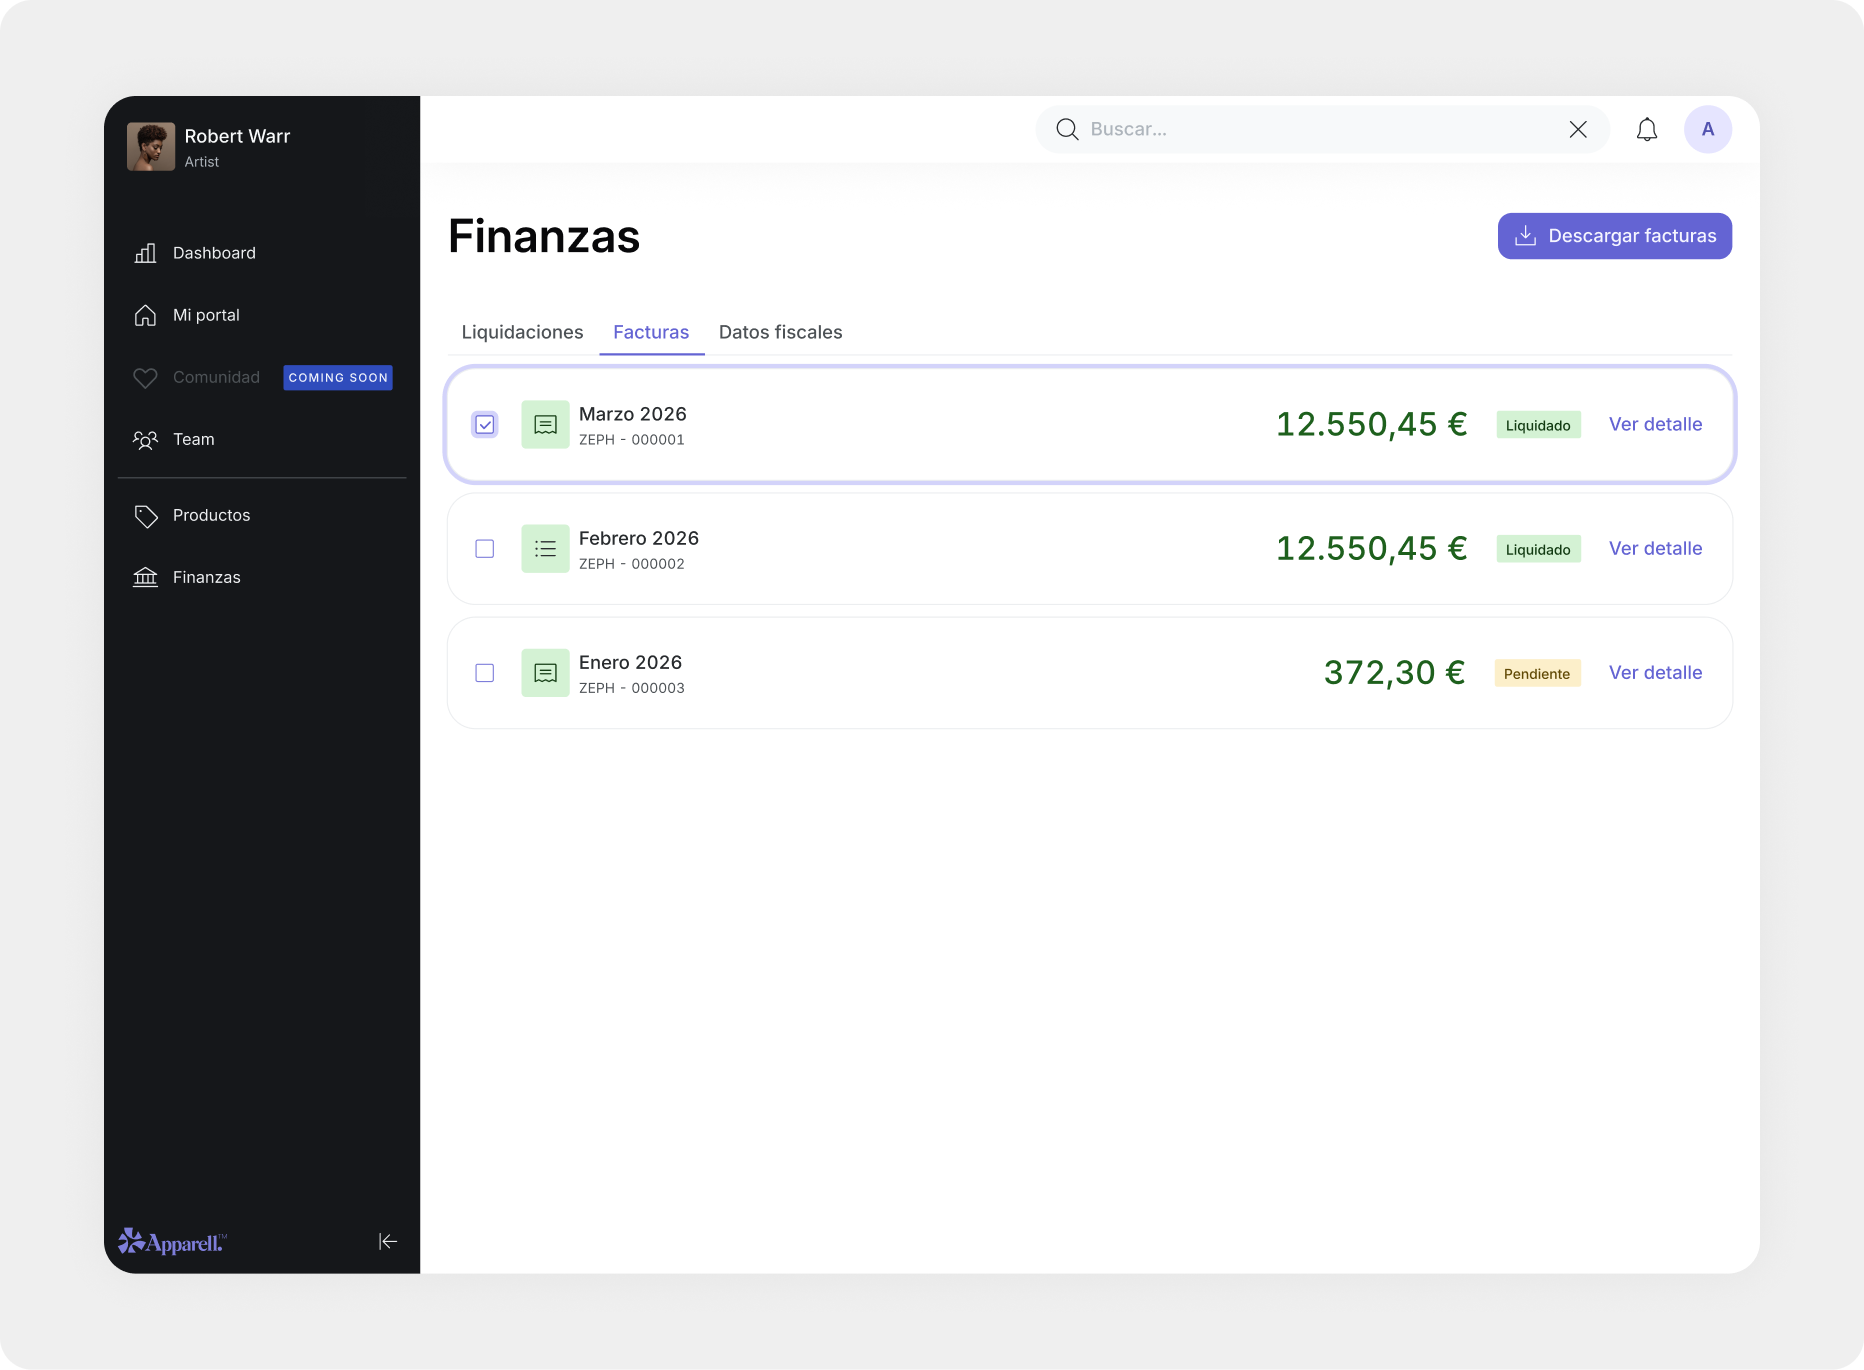 Robert Warr
Artist
Dashboard
Mi portal
Comunidad COMING SOON
Team
Productos
Finanzas
Apparell.™
Buscar...
A
Finanzas
Descargar facturas
Liquidaciones Facturas Datos fiscales
Marzo 2026
ZEPH - 000001
12.550,45 € Liquidado Ver detalle
Febrero 2026
ZEPH - 000002
12.550,45 € Liquidado Ver detalle
Enero 2026
ZEPH - 000003
372,30 € Pendiente Ver detalle